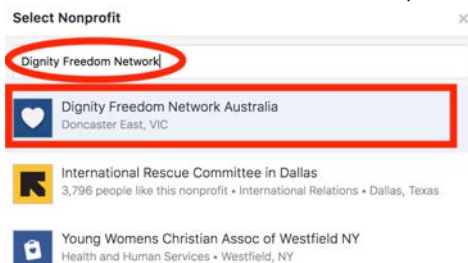 Select Nonprofit
Dignity Freedom Network
Dignity Freedom Network Australia
Doncaster East, VIC
International Rescue Committee in Dallas
3,796 people like this nonprofit • International Relations • Dallas, Texas
Young Womens Christian Assoc of Westfield NY
Health and Human Services • Westfield, NY